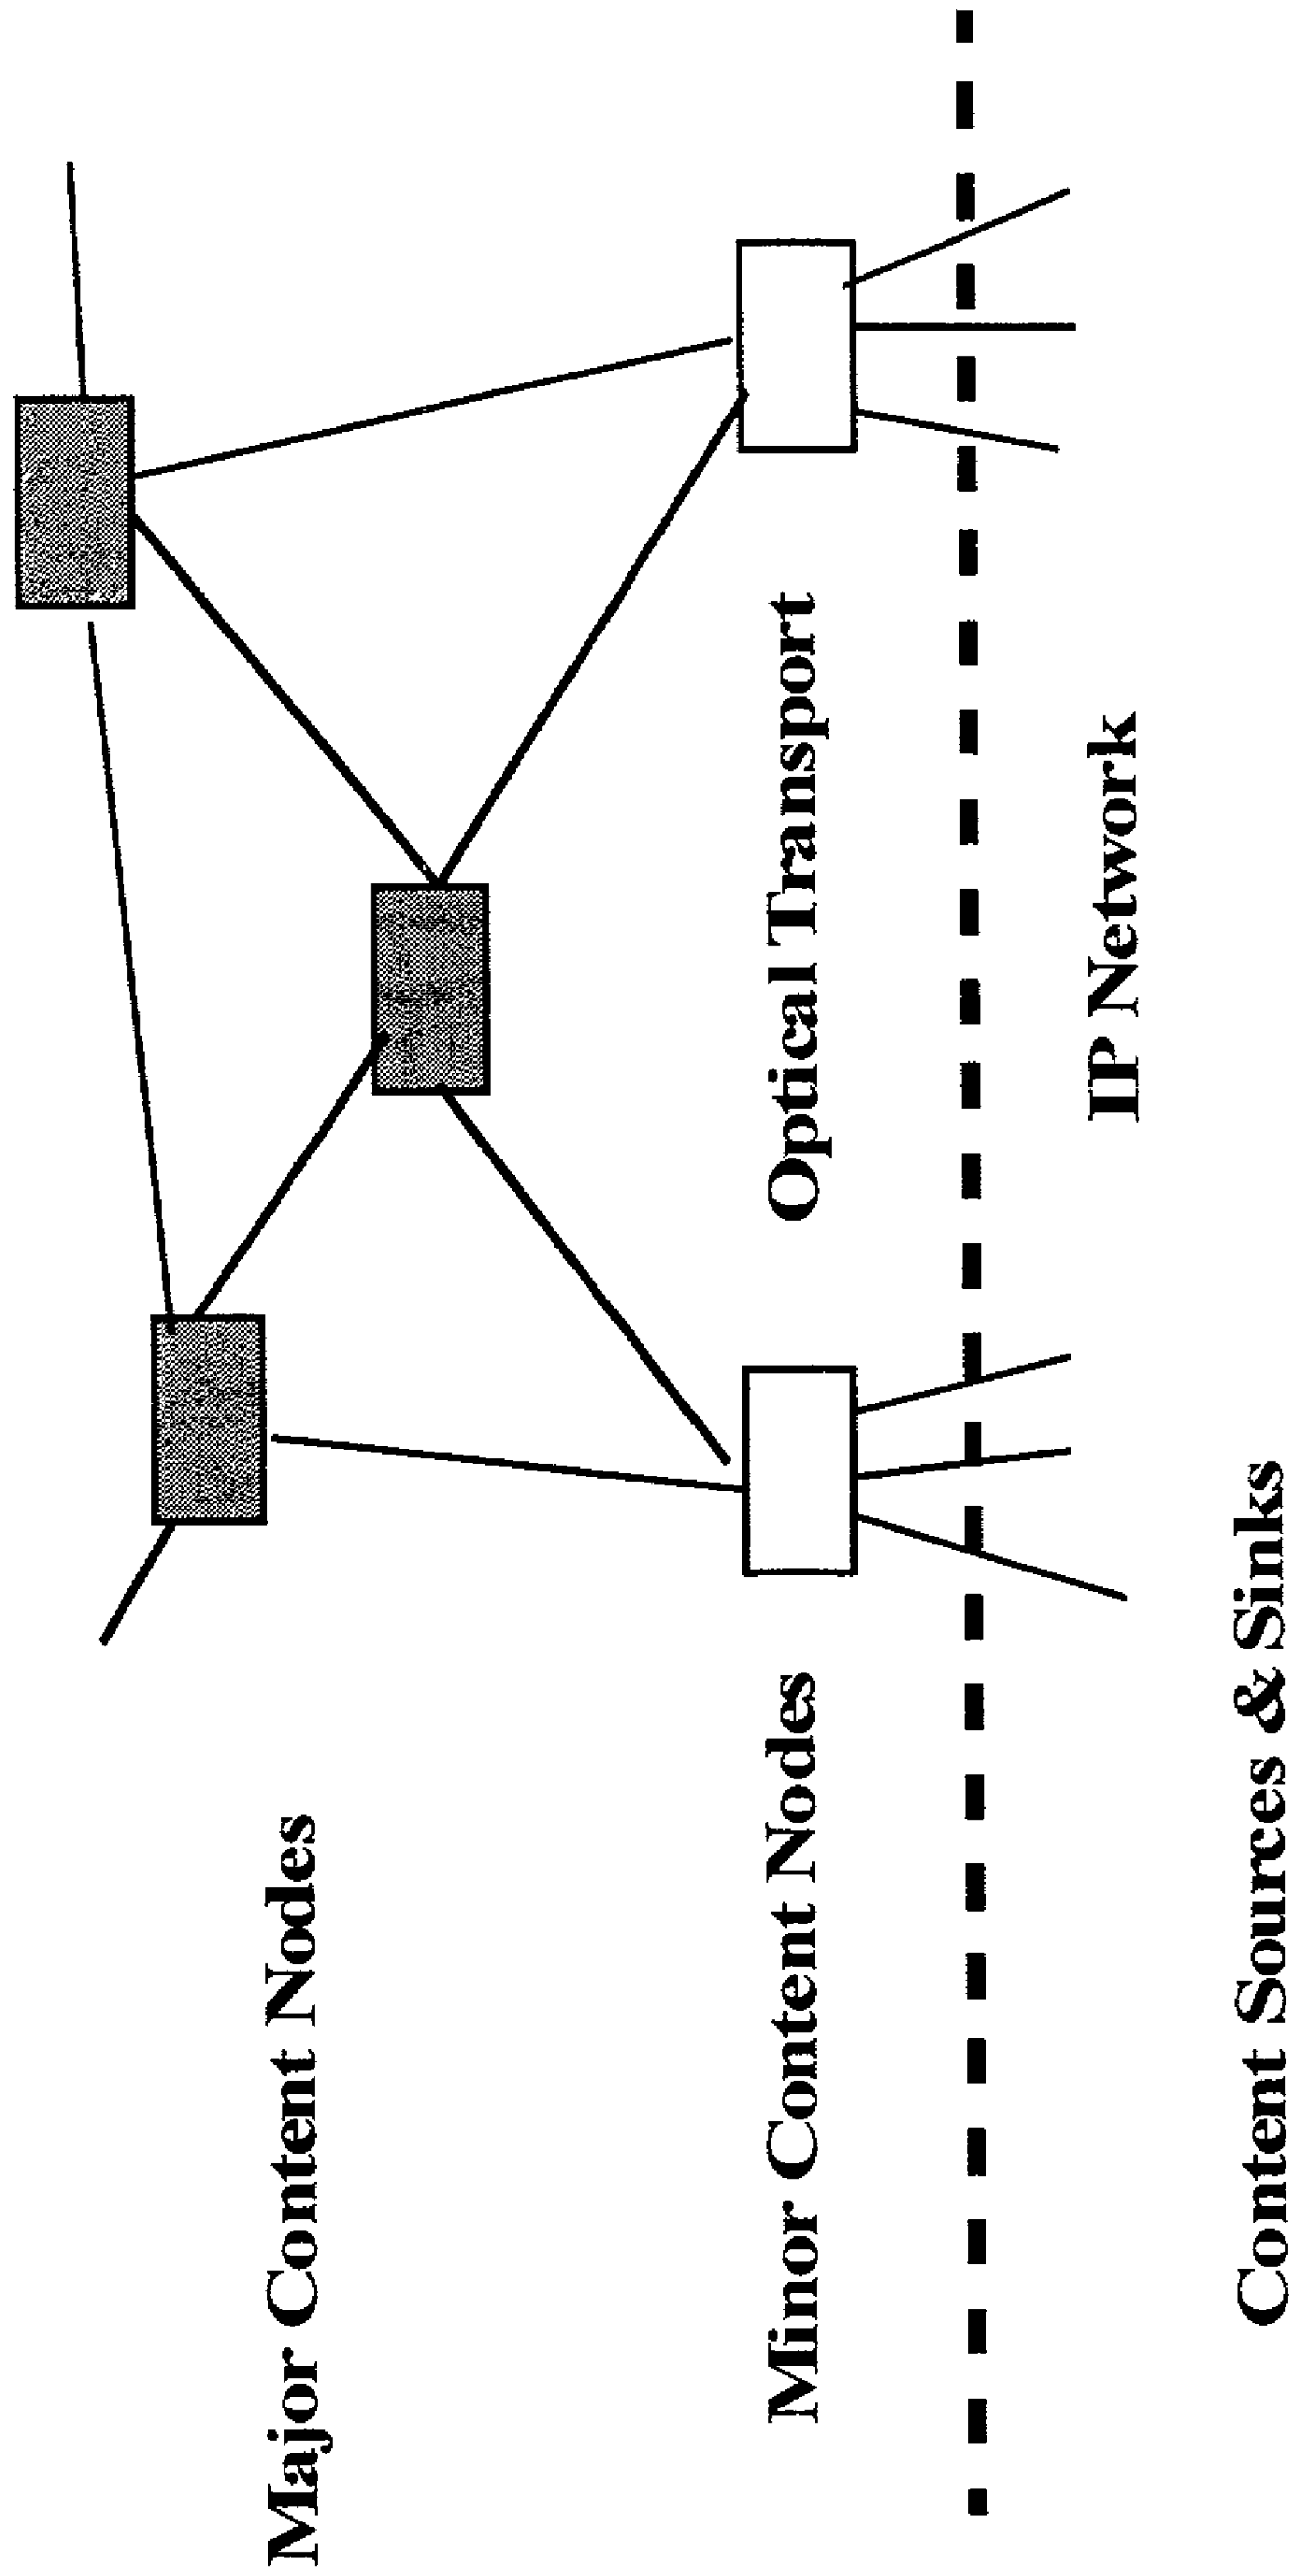 Major Content Nodes
Minor Content Nodes
Optical Transport
IP Network
Content Sources & Sinks